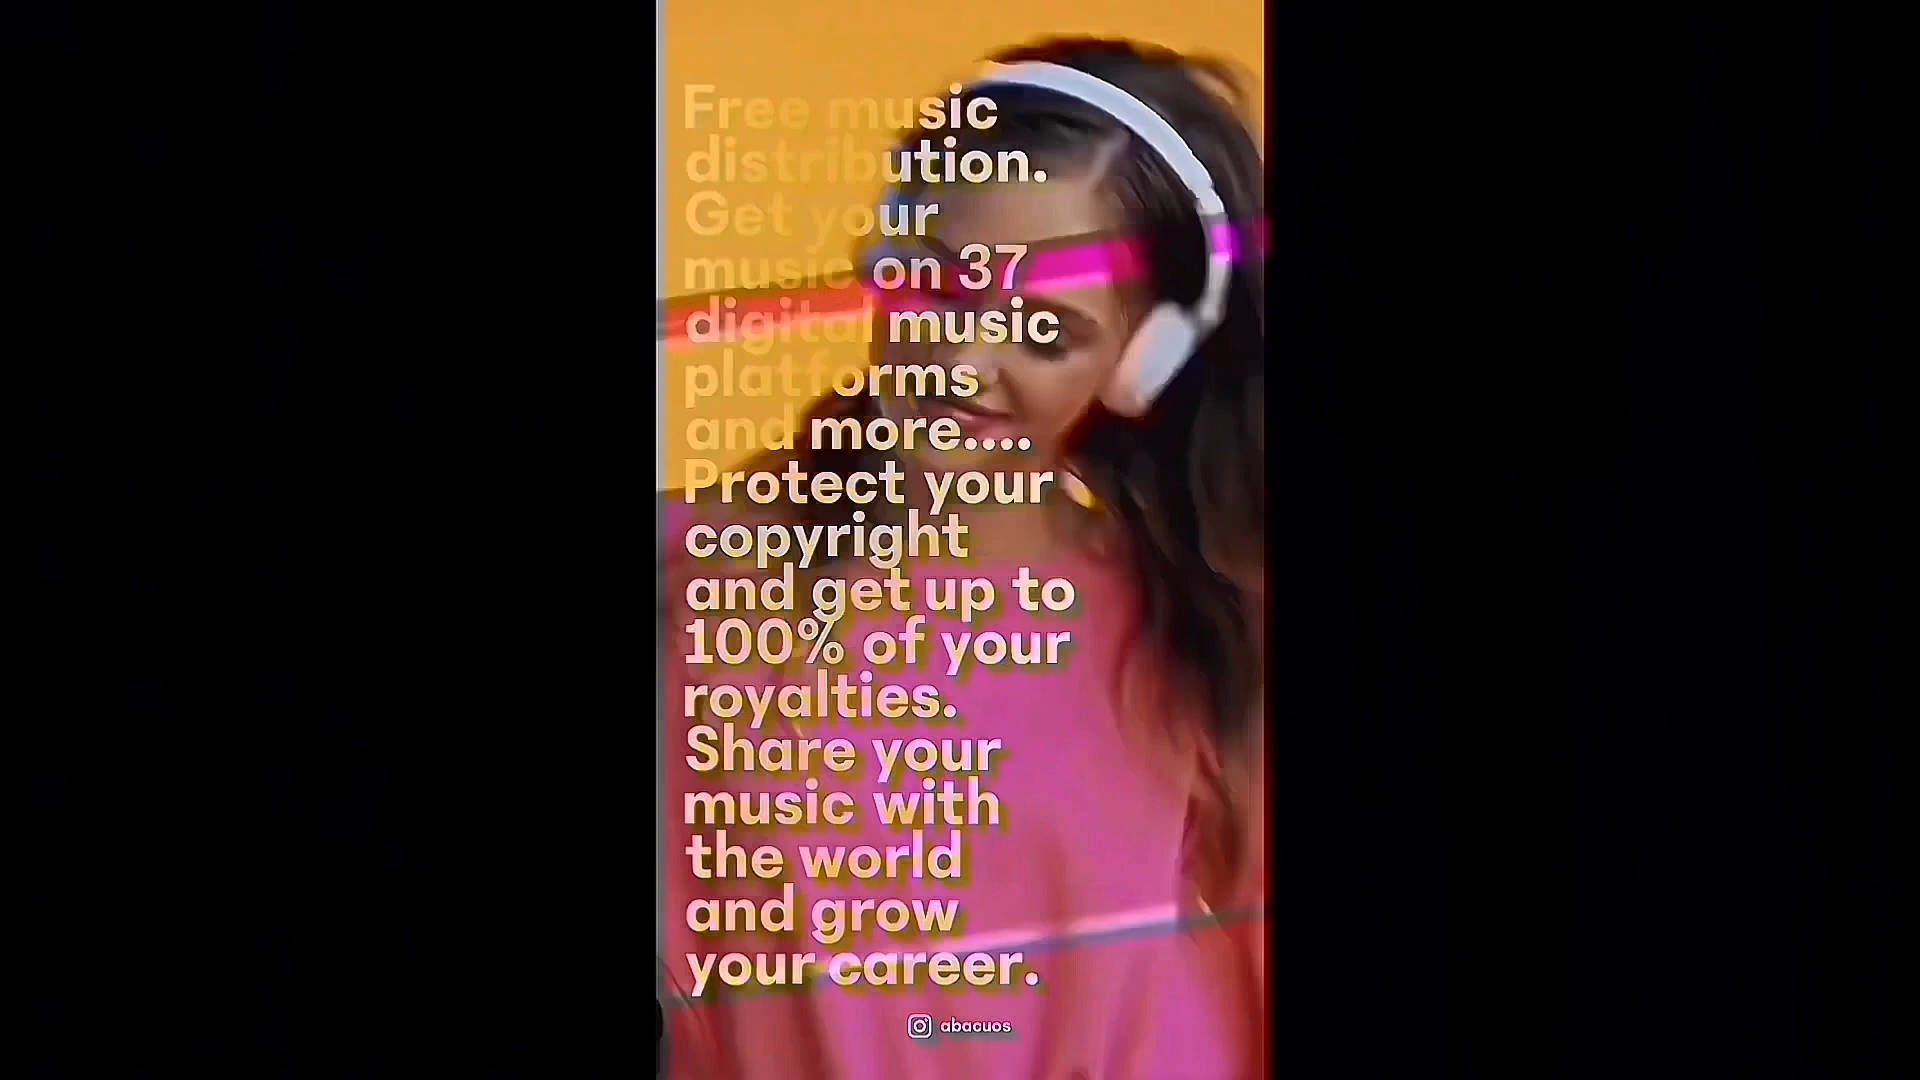 Free music
distribution.
Get your
music on 37
digital music
platforms
and more....
Protect your
copyright
and get up to
100% of your
royalties.
Share your
music with
the world
and grow
your career.
abacuos